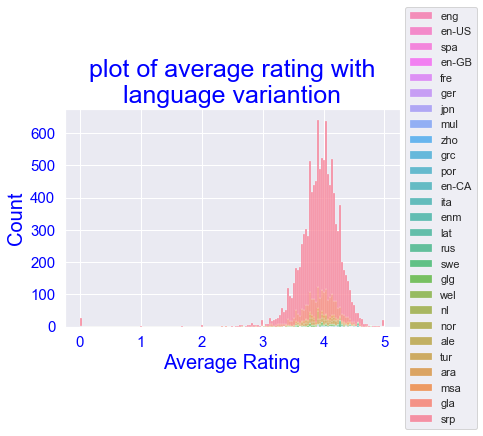 plot of average rating with
language variantion
600
500
400
300
200
100
0
Count
0 1 2 3 4 5
Average Rating
eng
en-US
spa
en-GB
fre
ger
jpn
mul
zho
grc
por
en-CA
ita
enm
lat
rus
swe
glg
wel
nl
nor
ale
tur
ara
msa
gla
srp